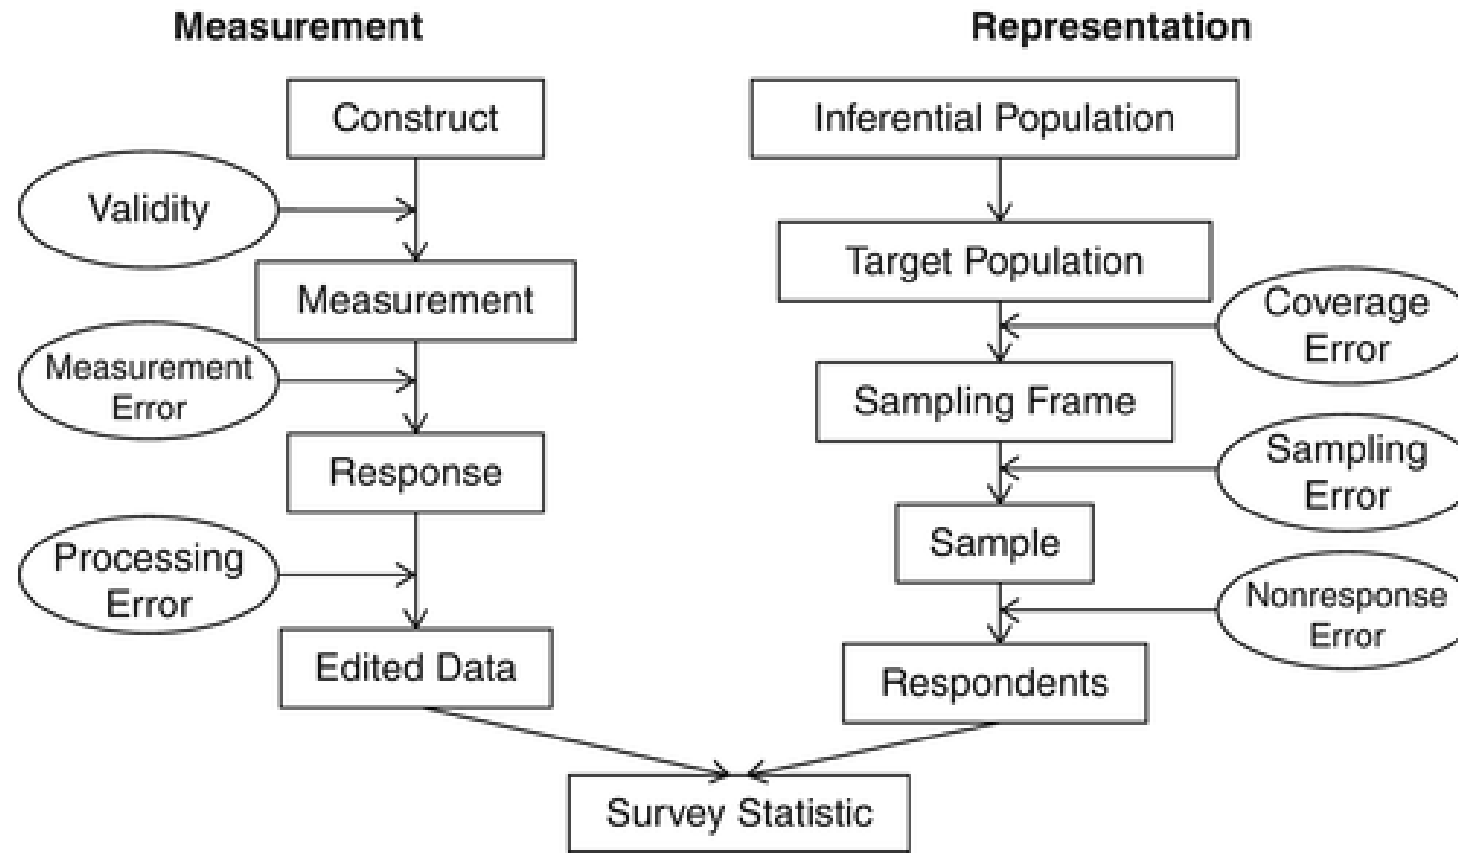 Measurement
Representation
Construct
Inferential Population
Validity
Target Population
Measurement
Coverage
Error
Measurement
Error
Sampling Frame
Response
Sampling
Error
Sample
Processing
Error
Nonresponse
Error
Edited Data
Respondents
Survey Statistic